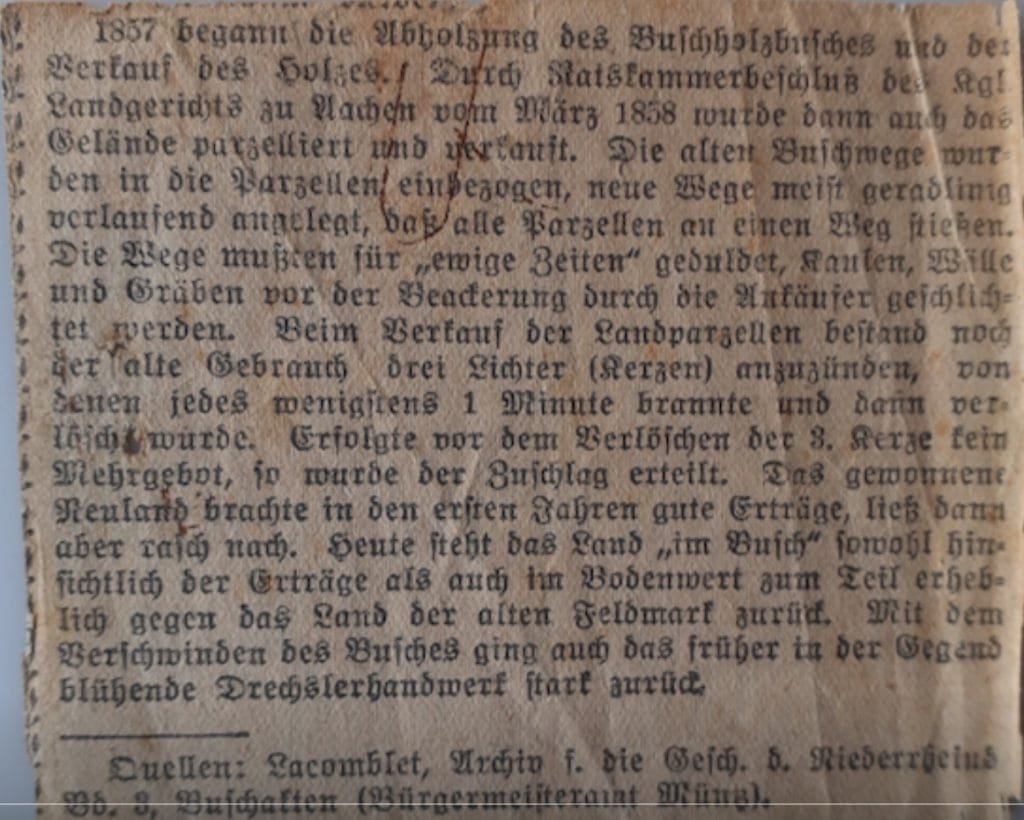 1857 begann die Abholzung des Buschholzbusches und der
Verkauf des Holzes. Durch Ratskammerbeschluß des Kgl.
Landgerichts zu Aachen vom März 1858 wurde dann auch das
Gelände parzelliert und verkauft. Die alten Buschwege wur-
den in die Parzellen einbezogen, neue Wege meist geradlinig
verlaufend angelegt, daß alle Parzellen an einen Weg stießen.
Die Wege mußten für „ewige Zeiten“ geduldet, Kaulen, Wälle
und Gräben vor der Beackerung durch die Ankäufer geschlich-
tet werden. Beim Verkauf der Landparzellen bestand noch
der alte Gebrauch drei Lichter (Kerzen) anzuzünden, von
denen jedes wenigstens 1 Minute brannte und dann ver-
löscht wurde. Erfolgte vor dem Verlöschen der 3. Kerze kein
Mehrgebot, so wurde der Zuschlag erteilt. Das gewonnene
Neuland brachte in den ersten Jahren gute Erträge, ließ dann
aber rasch nach. Heute steht das Land „im Busch“ sowohl hin-
sichtlich der Erträge als auch im Bodenwert zum Teil erheb-
lich gegen das Land der alten Feldmark zurück. Mit dem
Verschwinden des Busches ging auch das früher in der Gegend
blühende Drechslerhandwerk stark zurück.
Quellen: Lacomblet, Archiv f. die Gesch. d. Niederrheins
Bd. 3, Buschakten (Bürgermeisteramt Müntz).